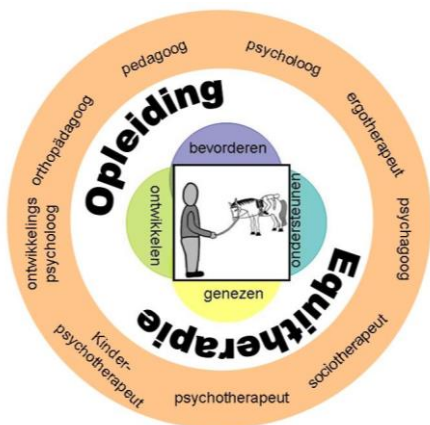 pedagoog
psycholoog
ergotherapeut
psychagoog
sociotherapeut
psychotherapeut
Kinder-
psychotherapeut
ontwikkelings
psycholoog
orthopädagoog
Opleiding
Equitherapie
bevorderen
ondersteunen
genezen
ontwikkelen